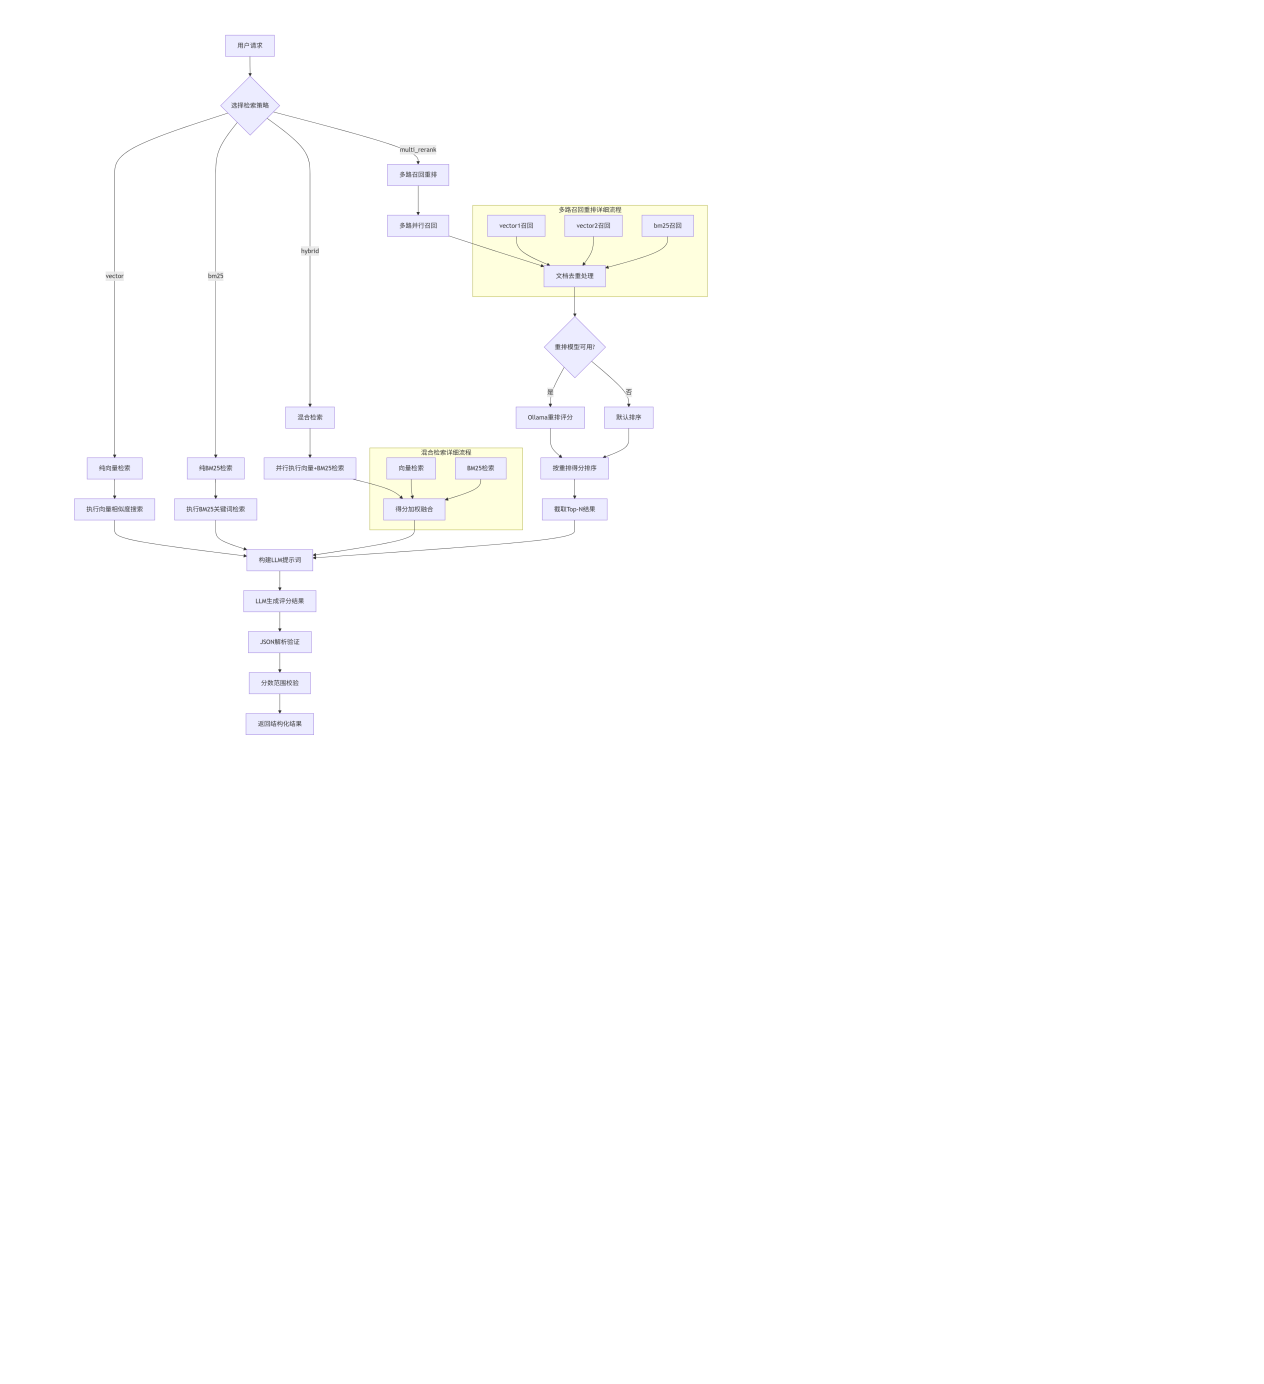 用户请求
选择检索策略
multi_rerank
多路召回重排
多路召回重排详细流程
多路并行召回
vector1召回
vector2召回
bm25召回
hybrid
vector
bm25
文档去重处理
重排模型可用?
是
否
混合检索
Ollama重排评分
默认排序
混合检索详细流程
纯向量检索
纯BM25检索
并行执行向量+BM25检索
向量检索
BM25检索
按重排得分排序
执行向量相似度搜索
执行BM25关键词检索
得分加权融合
截取Top-N结果
构建LLM提示词
LLM生成评分结果
JSON解析验证
分数范围校验
返回结构化结果